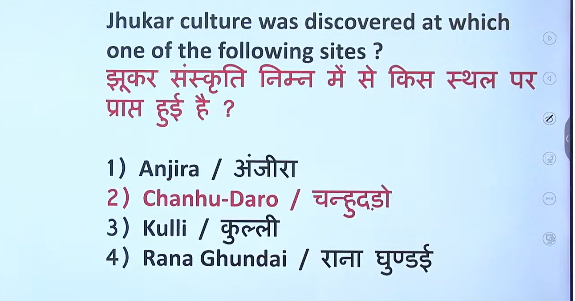 Jhukar culture was discovered at which
one of the following sites ?
झूकर संस्कृति निम्न में से किस स्थल पर
प्राप्त हुई है ?
1) Anjira / अंजीरा
2) Chanhu-Daro / चन्हुदड़ो
3) Kulli / कुल्ली
4) Rana Ghundai / राना घुण्डई